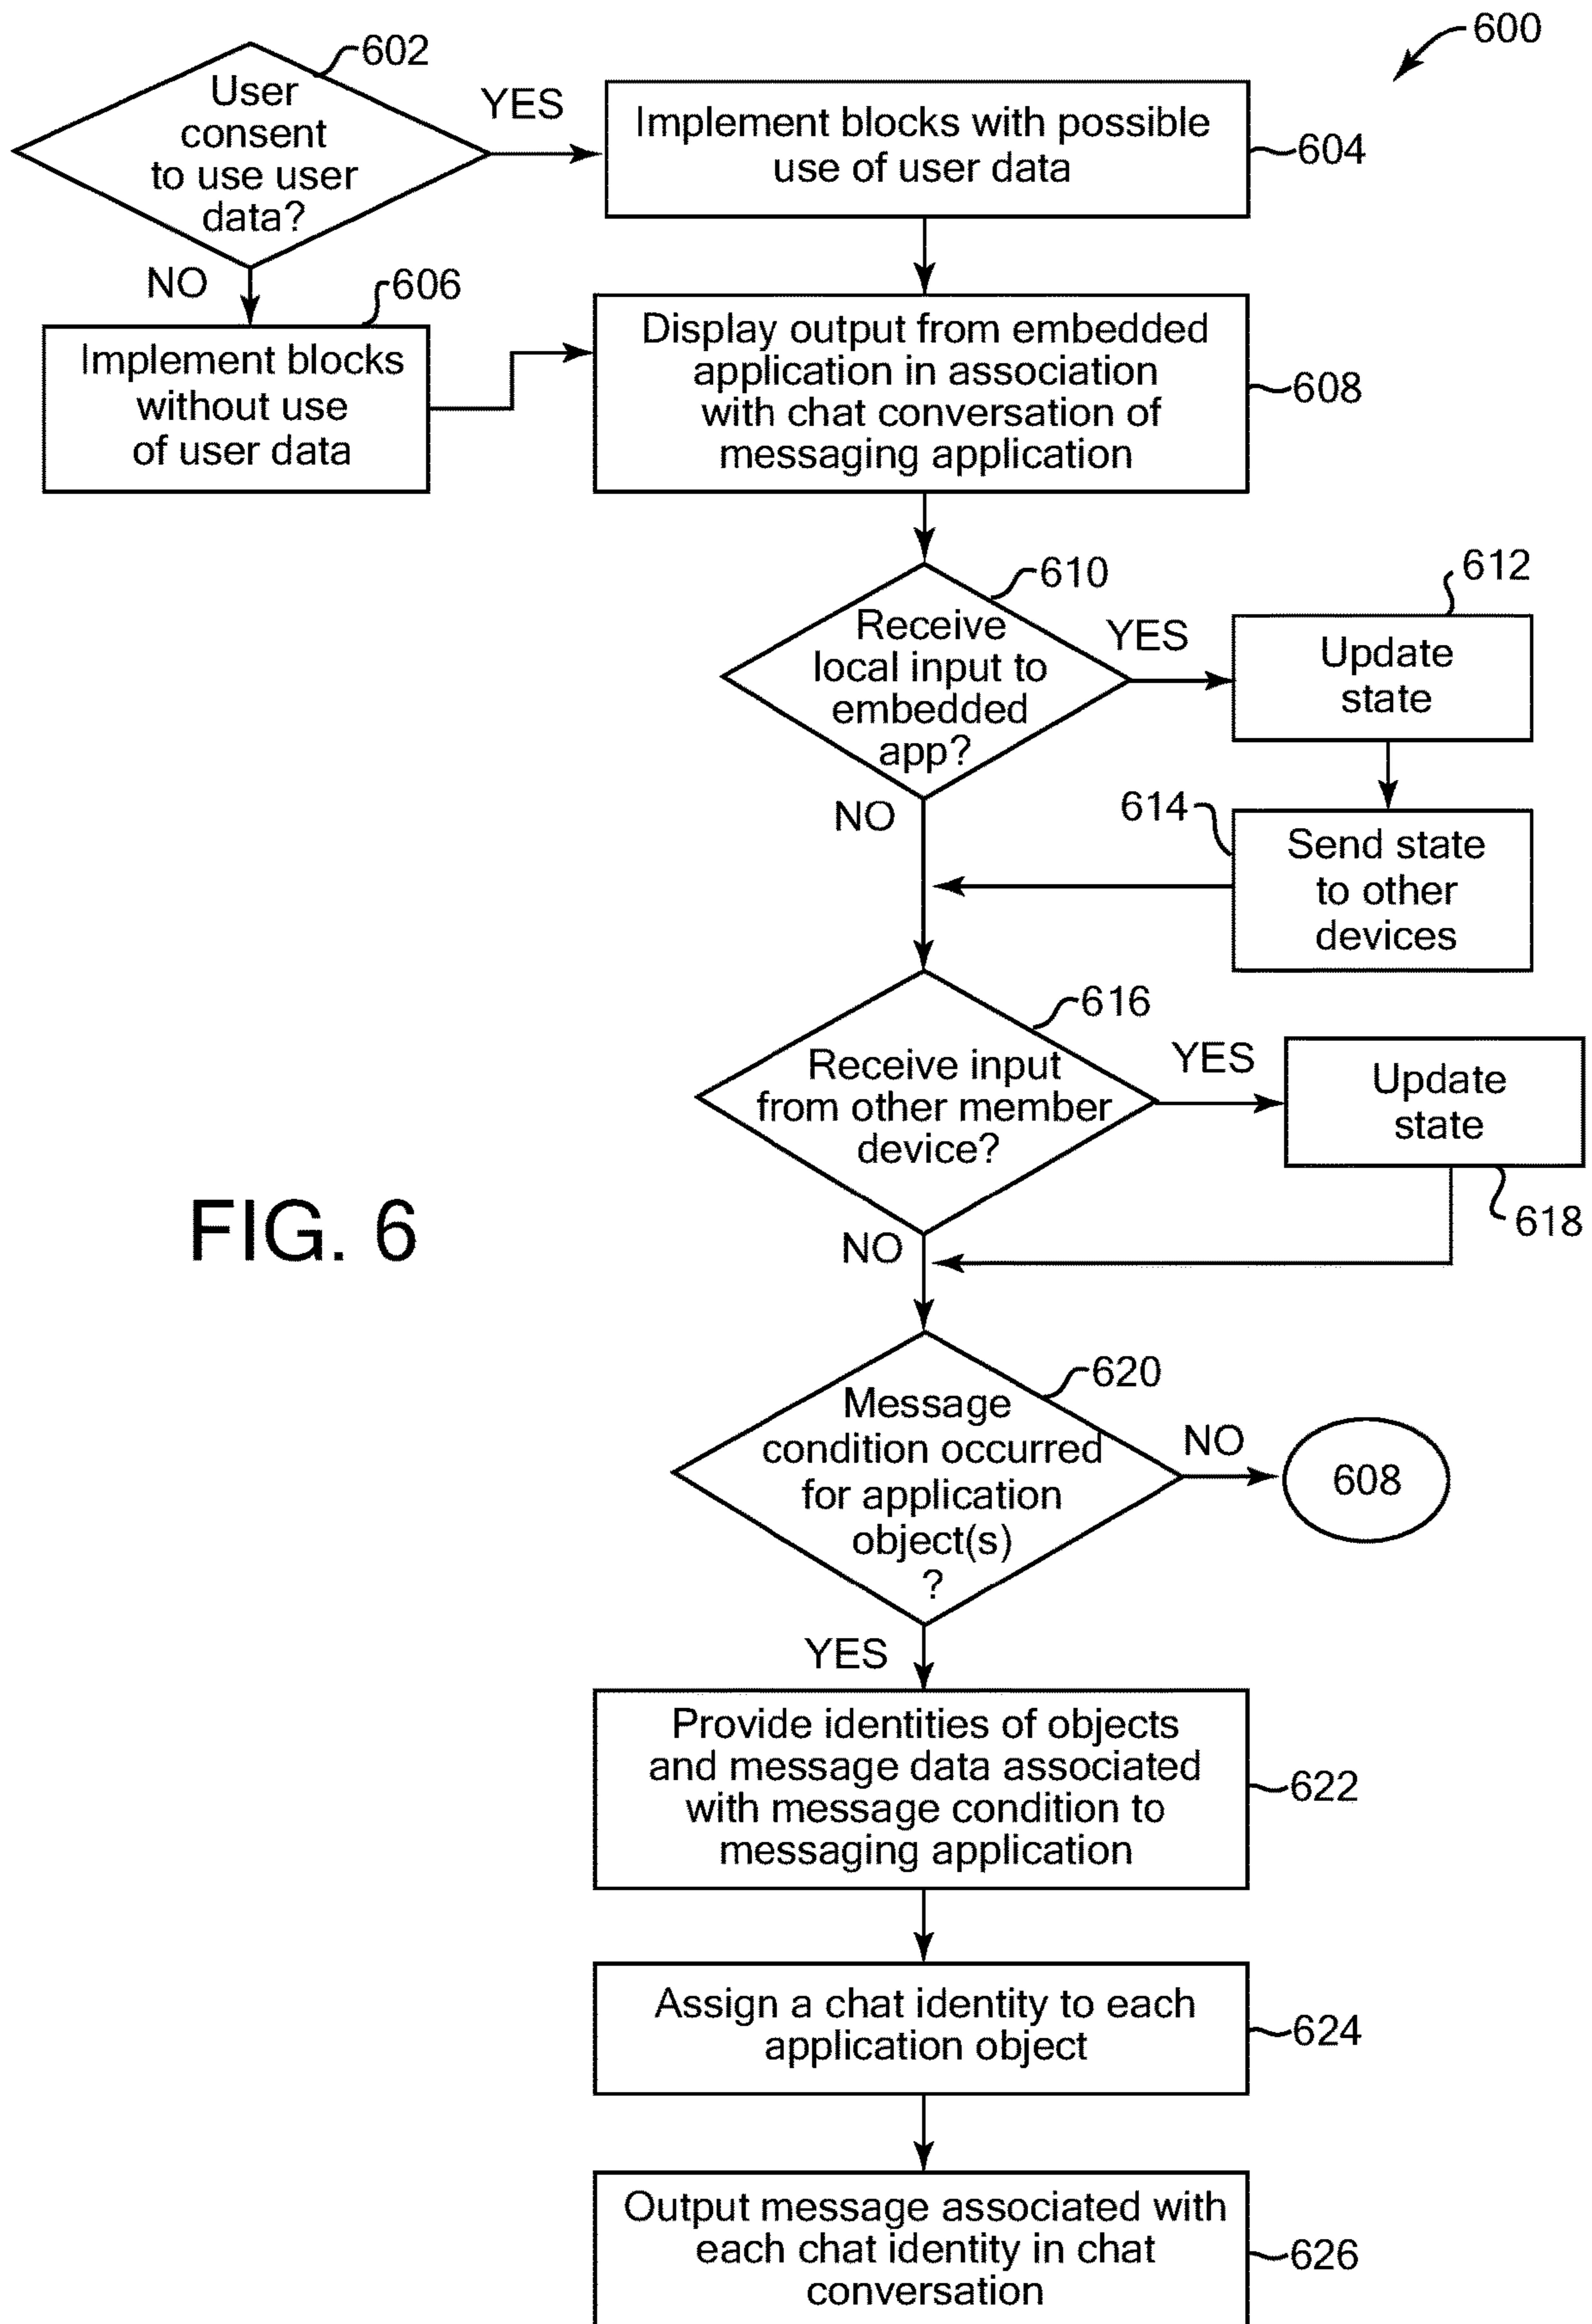 600
602
User
consent
to use user
data?
YES
Implement blocks with possible
use of user data
604
NO
606
Implement blocks
without use
of user data
Display output from embedded
application in association
with chat conversation of
messaging application
608
610
Receive
local input to
embedded
app?
YES
612
Update
state
NO
614
Send state
to other
devices
616
Receive input
from other member
device?
YES
Update
state
618
FIG. 6
NO
620
Message
condition occurred
for application
object(s)
?
NO
608
YES
Provide identities of objects
and message data associated
with message condition to
messaging application
622
Assign a chat identity to each
application object
624
Output message associated with
each chat identity in chat
conversation
626